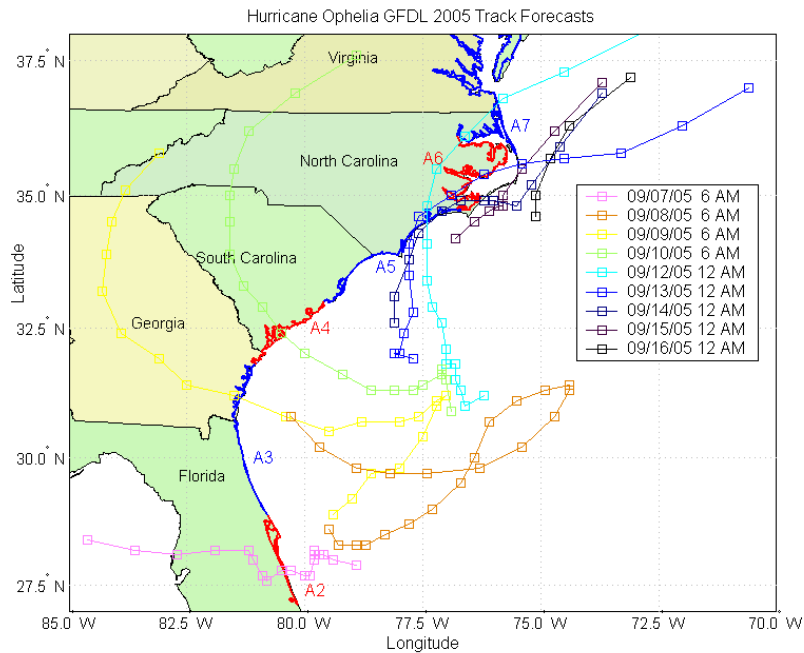 Hurricane Ophelia GFDL 2005 Track Forecasts
37.5° N
35.0° N
32.5° N
30.0° N
27.5° N
Latitude
Virginia
A7
North Carolina
A6
South Carolina
A5
Georgia
A4
A3
Florida
A2
09/07/05 6 AM
09/08/05 6 AM
09/09/05 6 AM
09/10/05 6 AM
09/12/05 12 AM
09/13/05 12 AM
09/14/05 12 AM
09/15/05 12 AM
09/16/05 12 AM
85.0 W 82.5 W 80.0 W 77.5 W 75.0 W 72.5 W 70.0 W
Longitude